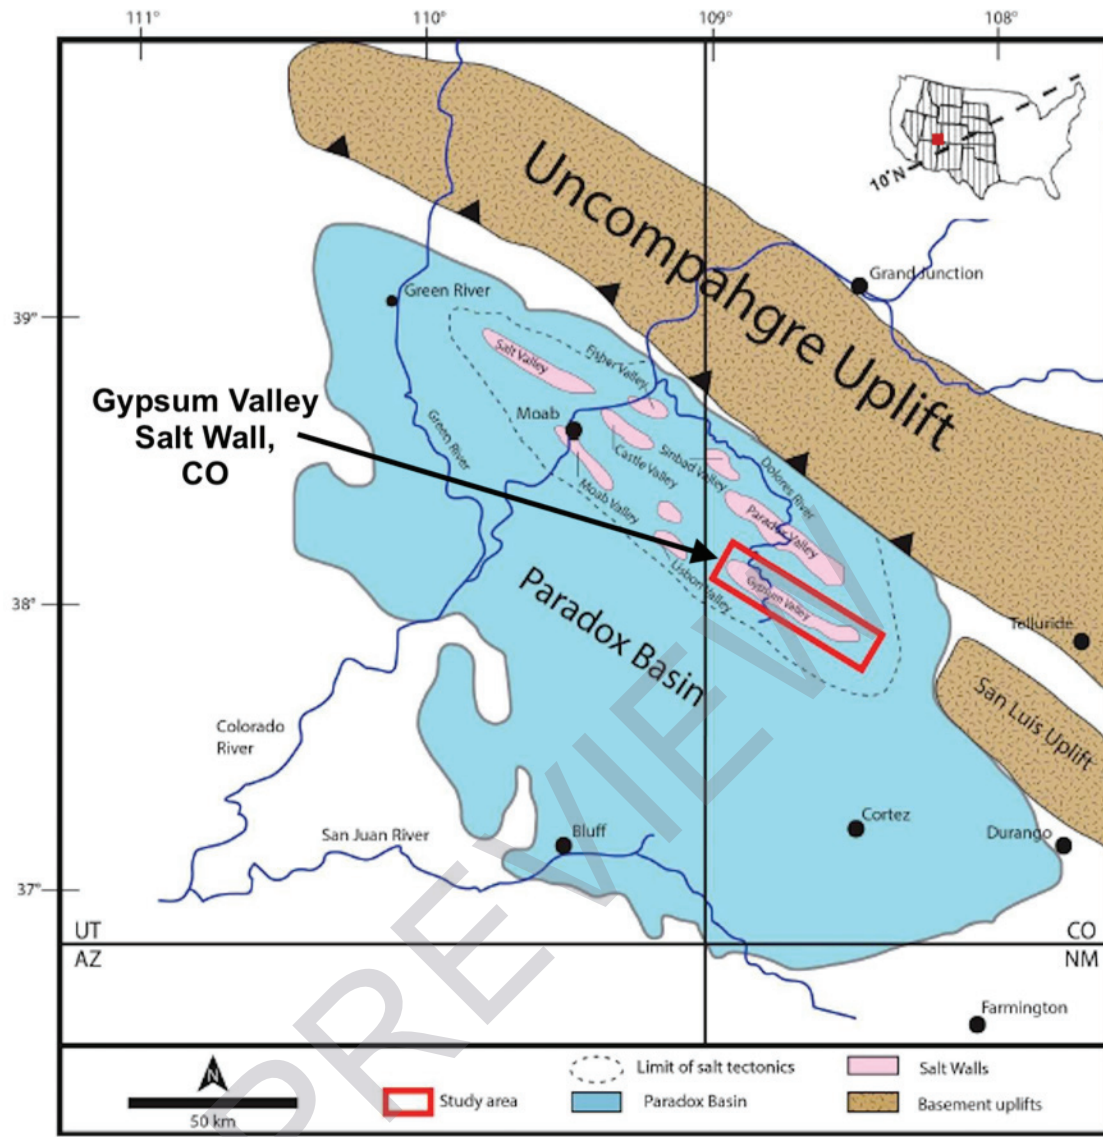 111°
110°
109°
108°
10°N
Uncompahgre Uplift
Grand Junction
39°
Green River
Salt Valley
Fisher Valley
Gypsum Valley
Salt Wall,
CO
Moab
Green River
Castle Valley
Sinbad Valley
Dolores River
Moab Valley
Paradox Valley
Lisbon Valley
Gypsum Valley
38°
Paradox Basin
Telluride
San Luis Uplift
Colorado
River
San Juan River
Bluff
Cortez
Durango
37°
UT
CO
AZ
NM
Farmington
N
50 km
Study area
Limit of salt tectonics
Paradox Basin
Salt Walls
Basement uplifts
PREVIEW